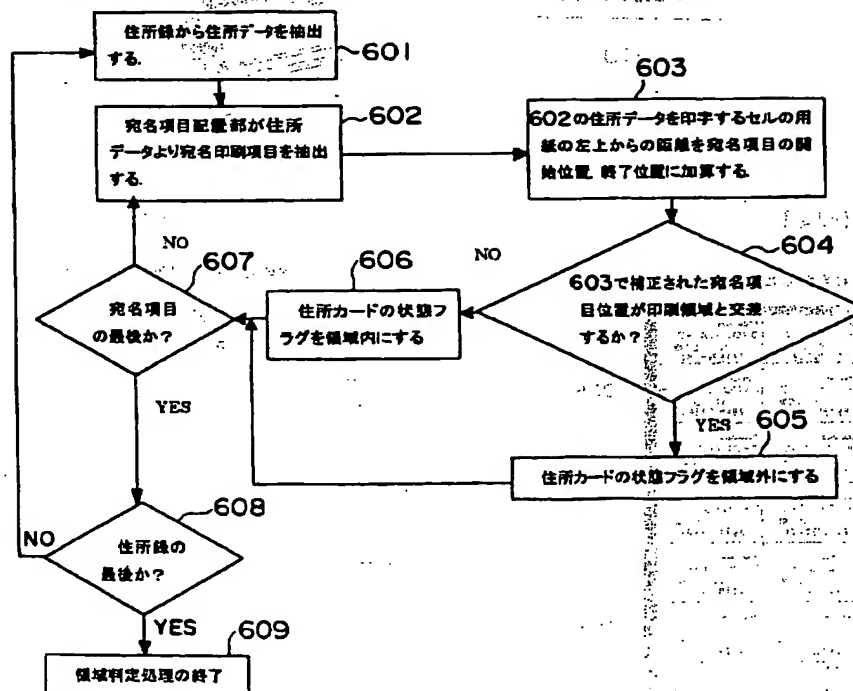 住所録から住所データを抽出
する.
601
宛名項目配置部が住所
データより宛名印刷項目を抽出
する.
602
603
602の住所データを印字するセルの用
紙の左上からの距離を宛名項目の開
始位置, 終了位置に加算する.
604
603で補正された宛名項
目位置が印刷領域と交差
するか?
NO
YES
605
住所カードの状態フラグを領域外にする
606
住所カードの状態フ
ラグを領域内にする
NO
607
宛名項目
の最後か?
YES
608
住所録の
最後か?
NO
YES
609
領域判定処理の終了